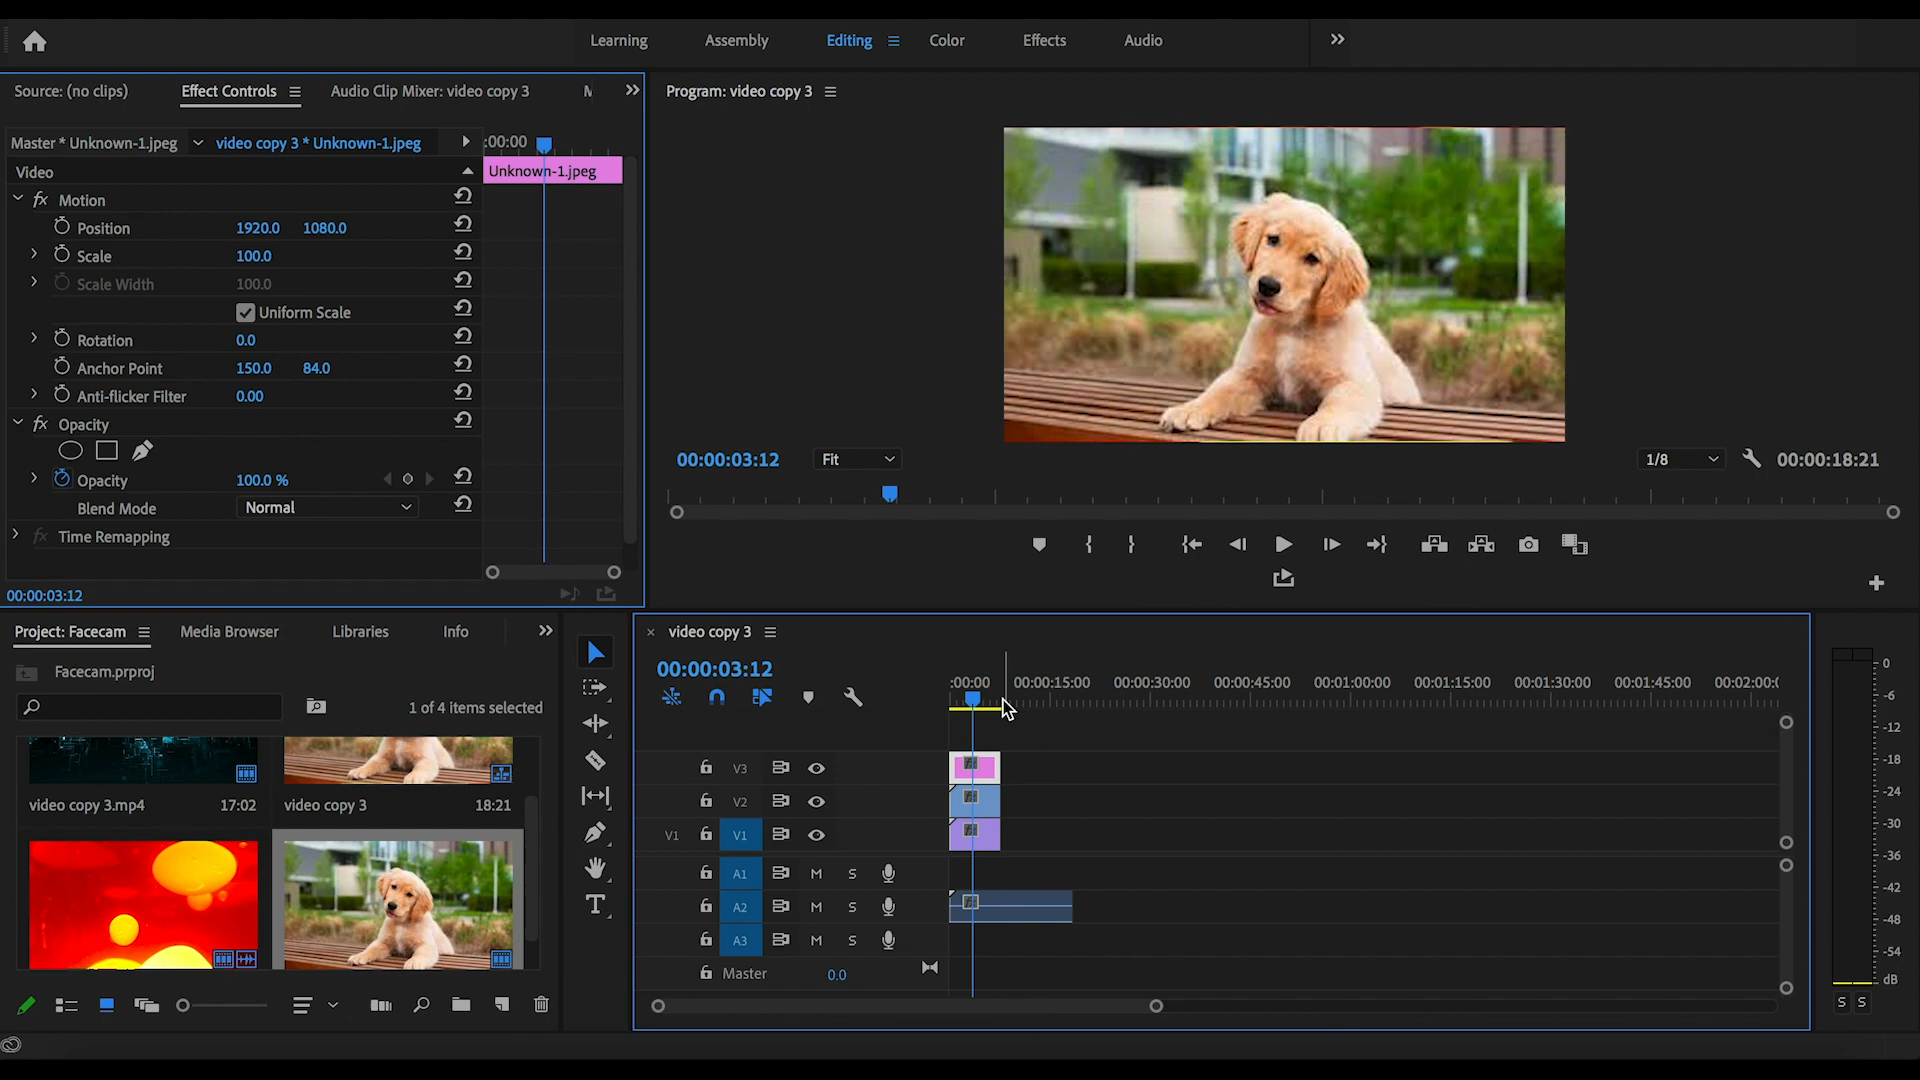 Learning Assembly Editing Color Effects Audio
Source: (no clips) Effect Controls Audio Clip Mixer: video copy 3
Program: video copy 3
Master * Unknown-1.jpeg video copy 3 * Unknown-1.jpeg :00:00
Video Unknown-1.jpeg
fx Motion
Position 1920.0 1080.0
Scale 100.0
Scale Width 100.0
Uniform Scale
Rotation 0.0
Anchor Point 150.0 84.0
Anti-flicker Filter 0.00
fx Opacity
Opacity 100.0 %
Blend Mode Normal
fx Time Remapping
00:00:03:12
00:00:03:12 Fit 1/8 00:00:18:21
Project: Facecam Media Browser Libraries Info
Facecam.prproj
1 of 4 items selected
video copy 3.mp4 17:02 video copy 3 18:21
video copy 3
00:00:03:12
:00:00 00:00:15:00 00:00:30:00 00:00:45:00 00:01:00:00 00:01:15:00 00:01:30:00 00:01:45:00 00:02:00:0
V3
V2
V1 V1
A1 M S
A2 M S
A3 M S
Master 0.0
0
-6
-12
-18
-24
-30
-36
-42
-48
-54
dB
S S